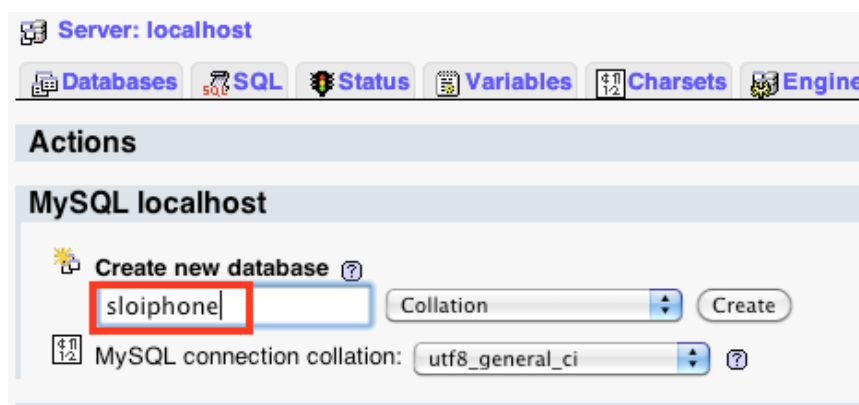 Server: localhost
Databases SQL Status Variables Charsets Engine
Actions
MySQL localhost
Create new database
sloiphone Collation Create
MySQL connection collation: utf8_general_ci